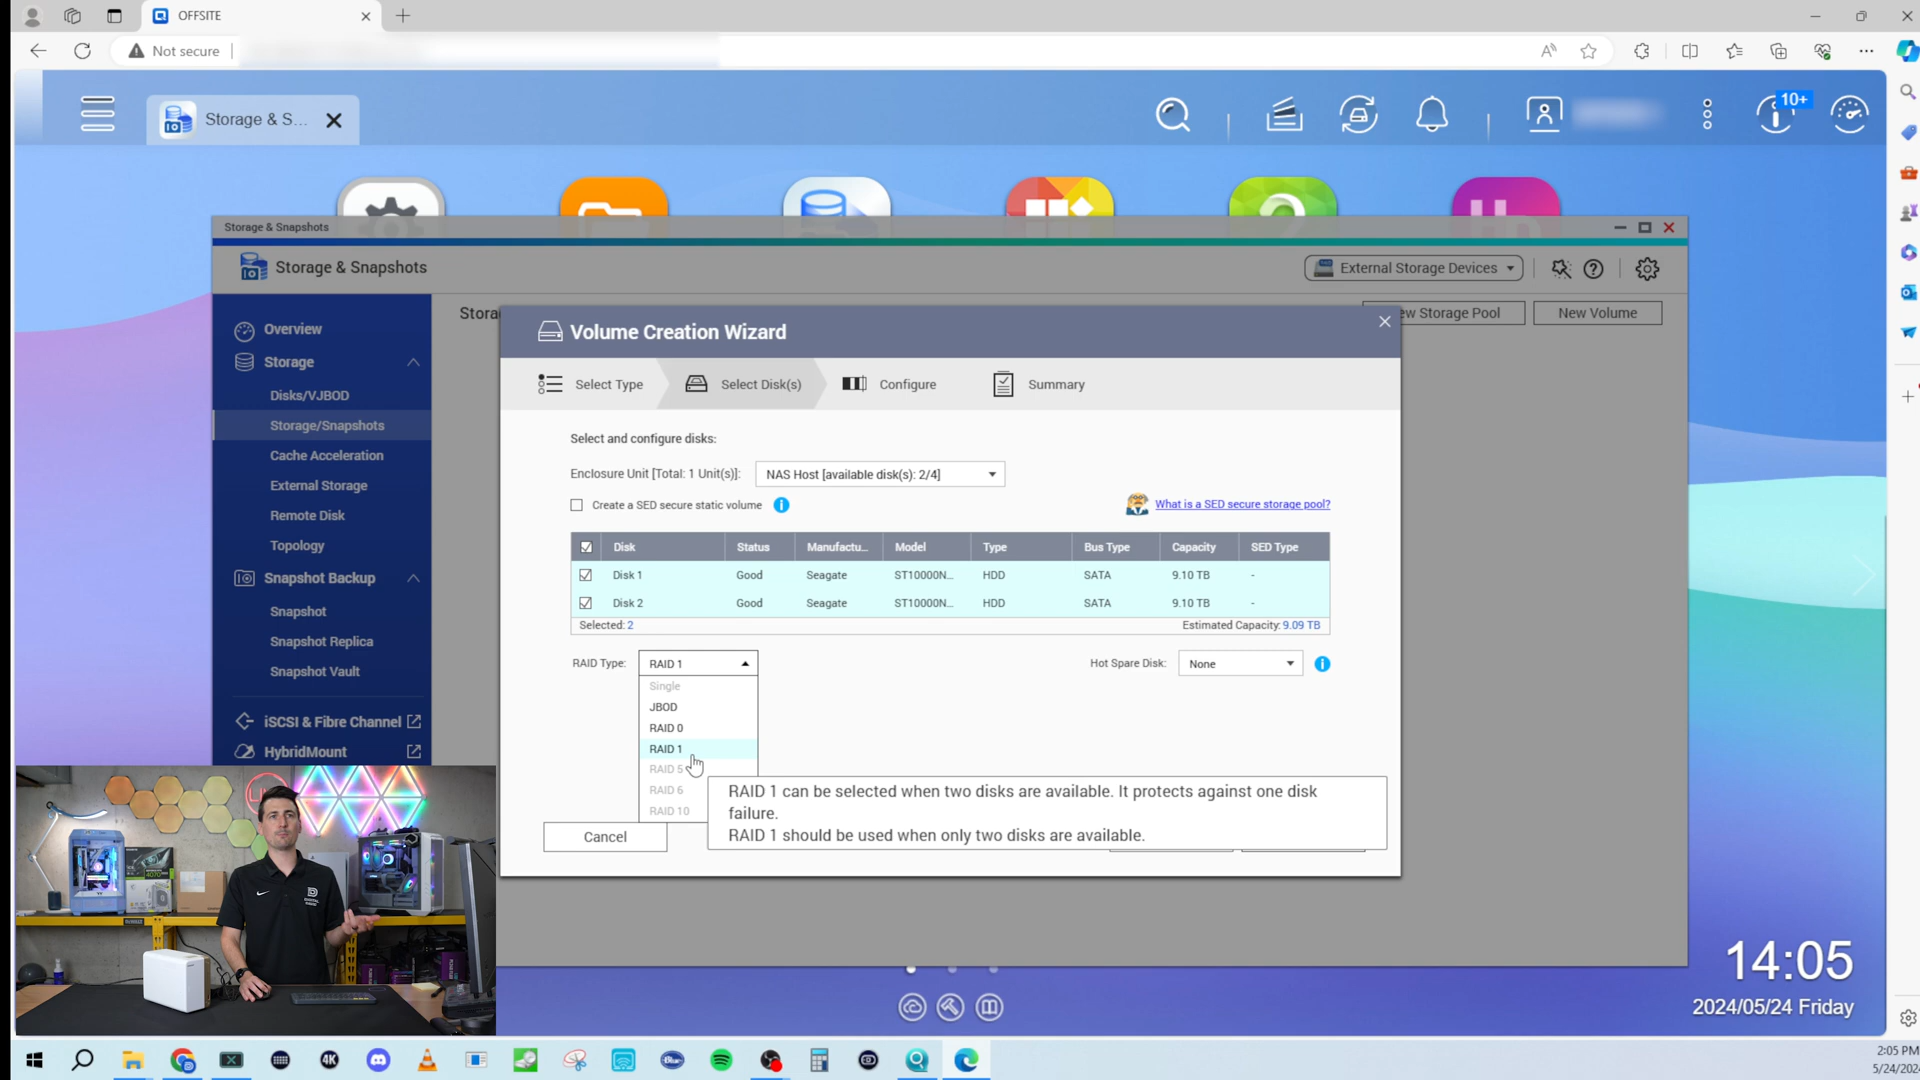 OFFSITE
Not secure
Storage & S...
10+
Storage & Snapshots
Storage & Snapshots
External Storage Devices
Overview
Storage
Disks/VJBOD
Storage/Snapshots
Cache Acceleration
External Storage
Remote Disk
Topology
Snapshot Backup
Snapshot
Snapshot Replica
Snapshot Vault
iSCSI & Fibre Channel
HybridMount
Stora
ew Storage Pool
New Volume
Volume Creation Wizard
Select Type
Select Disk(s)
Configure
Summary
Select and configure disks:
Enclosure Unit [Total: 1 Unit(s)]:
NAS Host [available disk(s): 2/4]
Create a SED secure static volume
What is a SED secure storage pool?
Disk Status Manufactu... Model Type Bus Type Capacity SED Type
Disk 1 Good Seagate ST10000N... HDD SATA 9.10 TB -
Disk 2 Good Seagate ST10000N... HDD SATA 9.10 TB -
Selected: 2
Estimated Capacity: 9.09 TB
RAID Type:
RAID 1
Hot Spare Disk:
None
Single
JBOD
RAID 0
RAID 1
RAID 5
RAID 6
RAID 10
RAID 1 can be selected when two disks are available. It protects against one disk
failure.
RAID 1 should be used when only two disks are available.
Cancel
14:05
2024/05/24 Friday
4K
2:05 PM
5/24/202